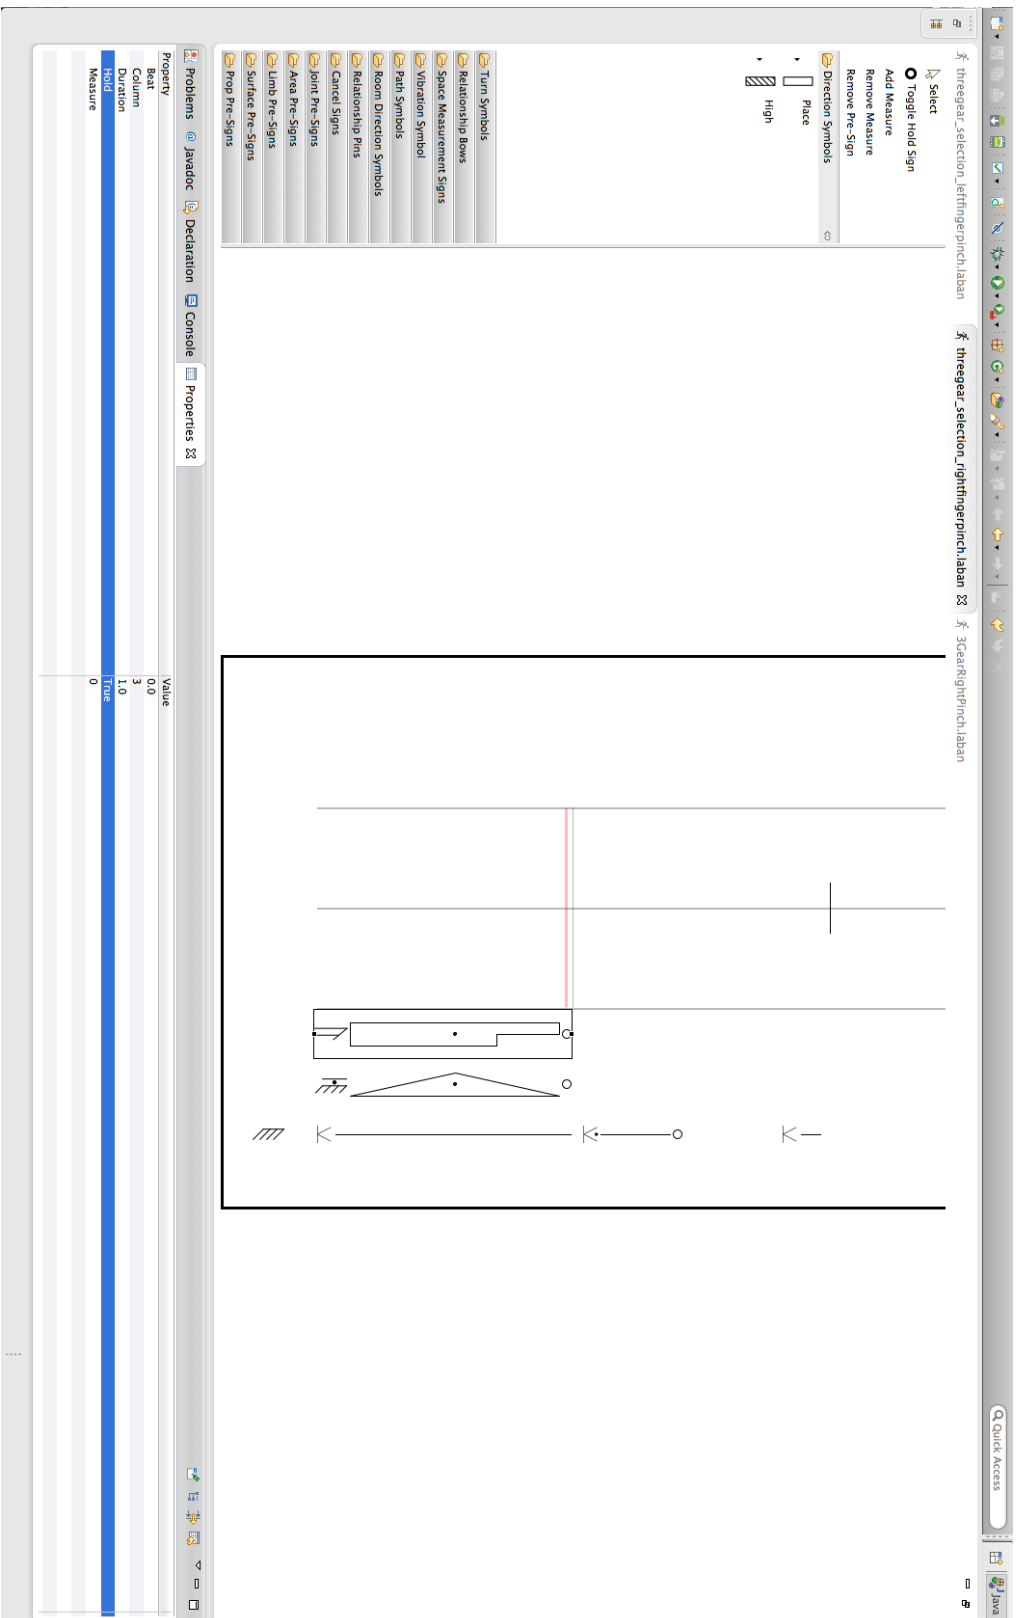 Quick Access
Java
threegear_selection_leftfingerpinch.laban
threegear_selection_rightfingerpinch.laban
3GearRightPinch.laban
Select
Toggle Hold Sign
Add Measure
Remove Measure
Remove Pre-Sign
Direction Symbols
Place
High
Turn Symbols
Relationship Bows
Space Measurement Signs
Vibration Symbol
Path Symbols
Room Direction Symbols
Relationship Pins
Cancel Signs
Joint Pre-Signs
Area Pre-Signs
Limb Pre-Signs
Surface Pre-Signs
Prop Pre-Signs
Problems @ Javadoc Declaration Console Properties
Property Value
Beat 0.0
Column 3
Duration 1.0
Hold True
Measure 0